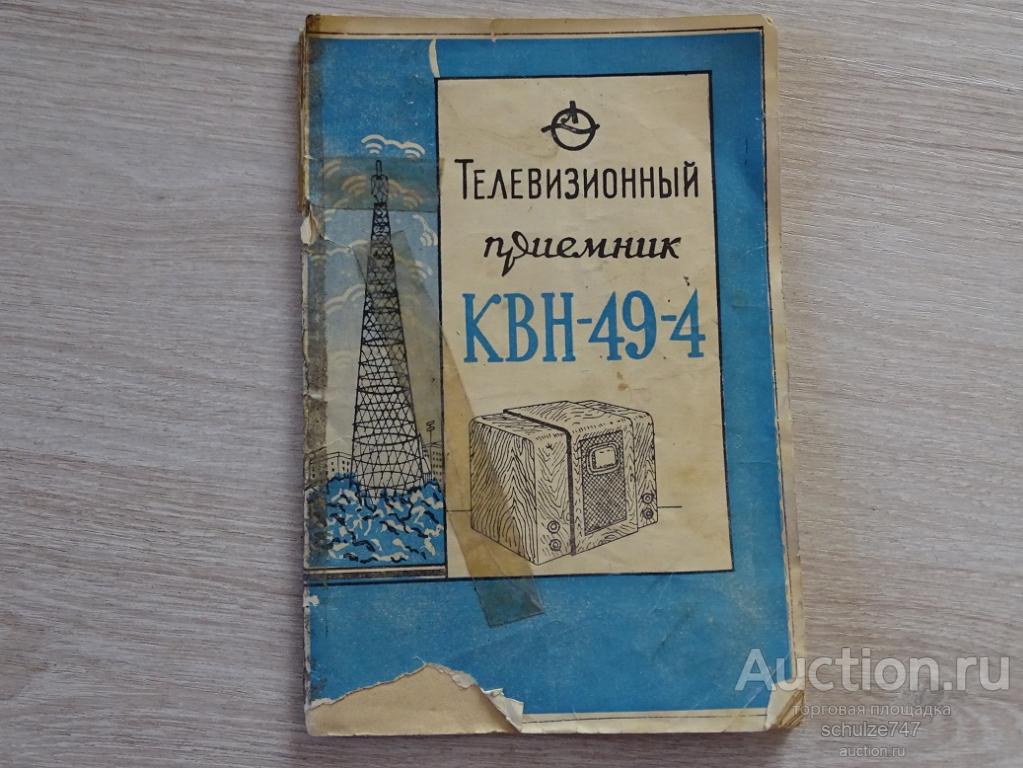 Телевизионный
приемник
КВН-49-4
Auction.ru
торговая площадка
schulze747
auction.ru